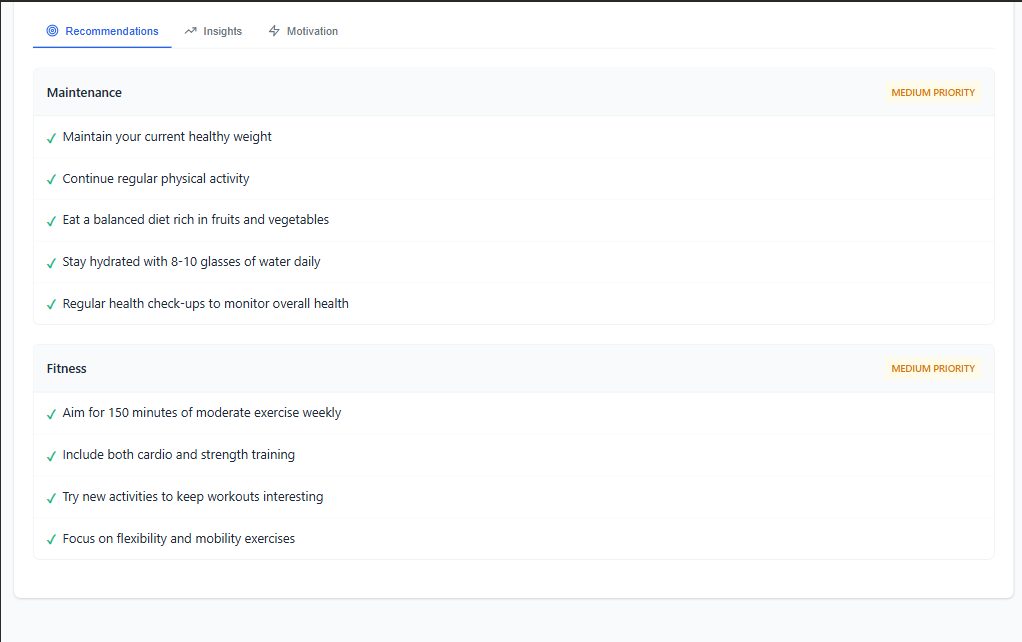 Recommendations Insights Motivation
Maintenance MEDIUM PRIORITY
Maintain your current healthy weight
Continue regular physical activity
Eat a balanced diet rich in fruits and vegetables
Stay hydrated with 8-10 glasses of water daily
Regular health check-ups to monitor overall health
Fitness MEDIUM PRIORITY
Aim for 150 minutes of moderate exercise weekly
Include both cardio and strength training
Try new activities to keep workouts interesting
Focus on flexibility and mobility exercises